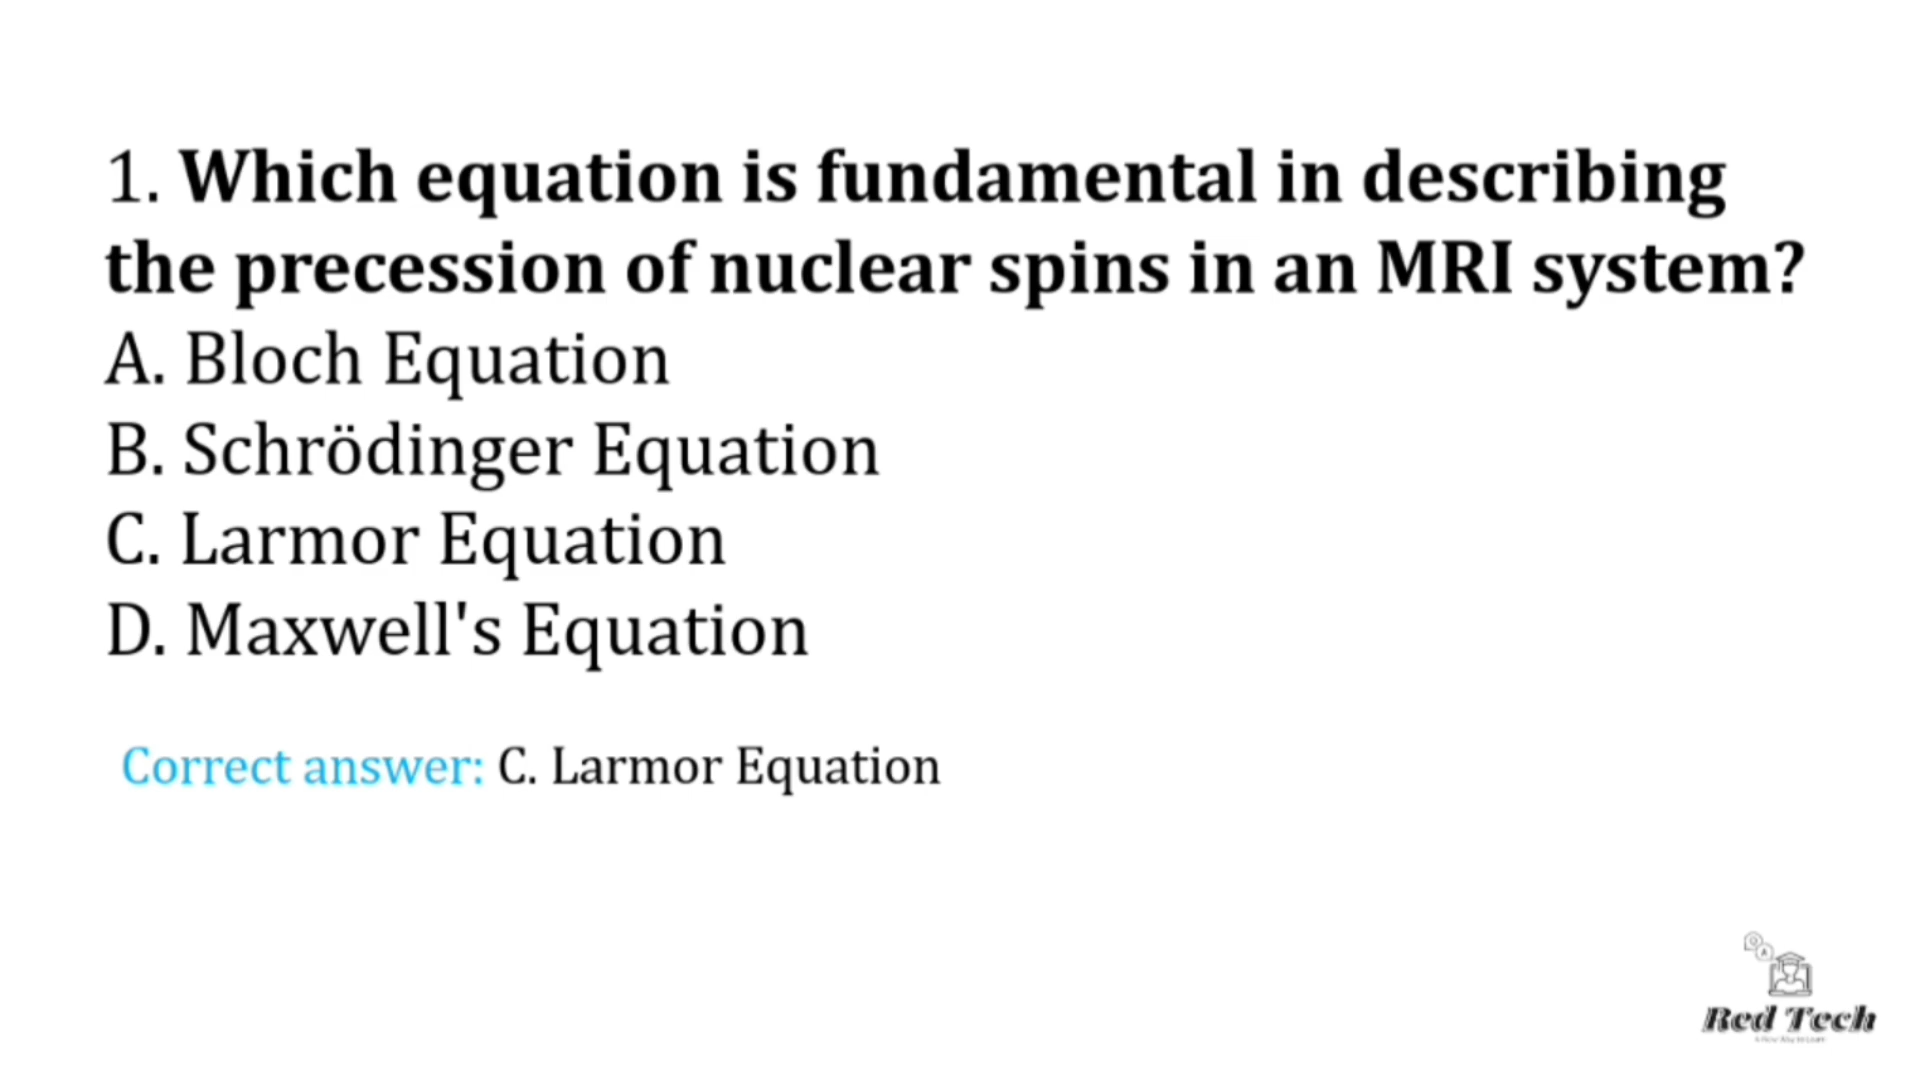 1. Which equation is fundamental in describing
the precession of nuclear spins in an MRI system?
A. Bloch Equation
B. Schrödinger Equation
C. Larmor Equation
D. Maxwell's Equation
Correct answer: C. Larmor Equation
Q
A
Red Tech